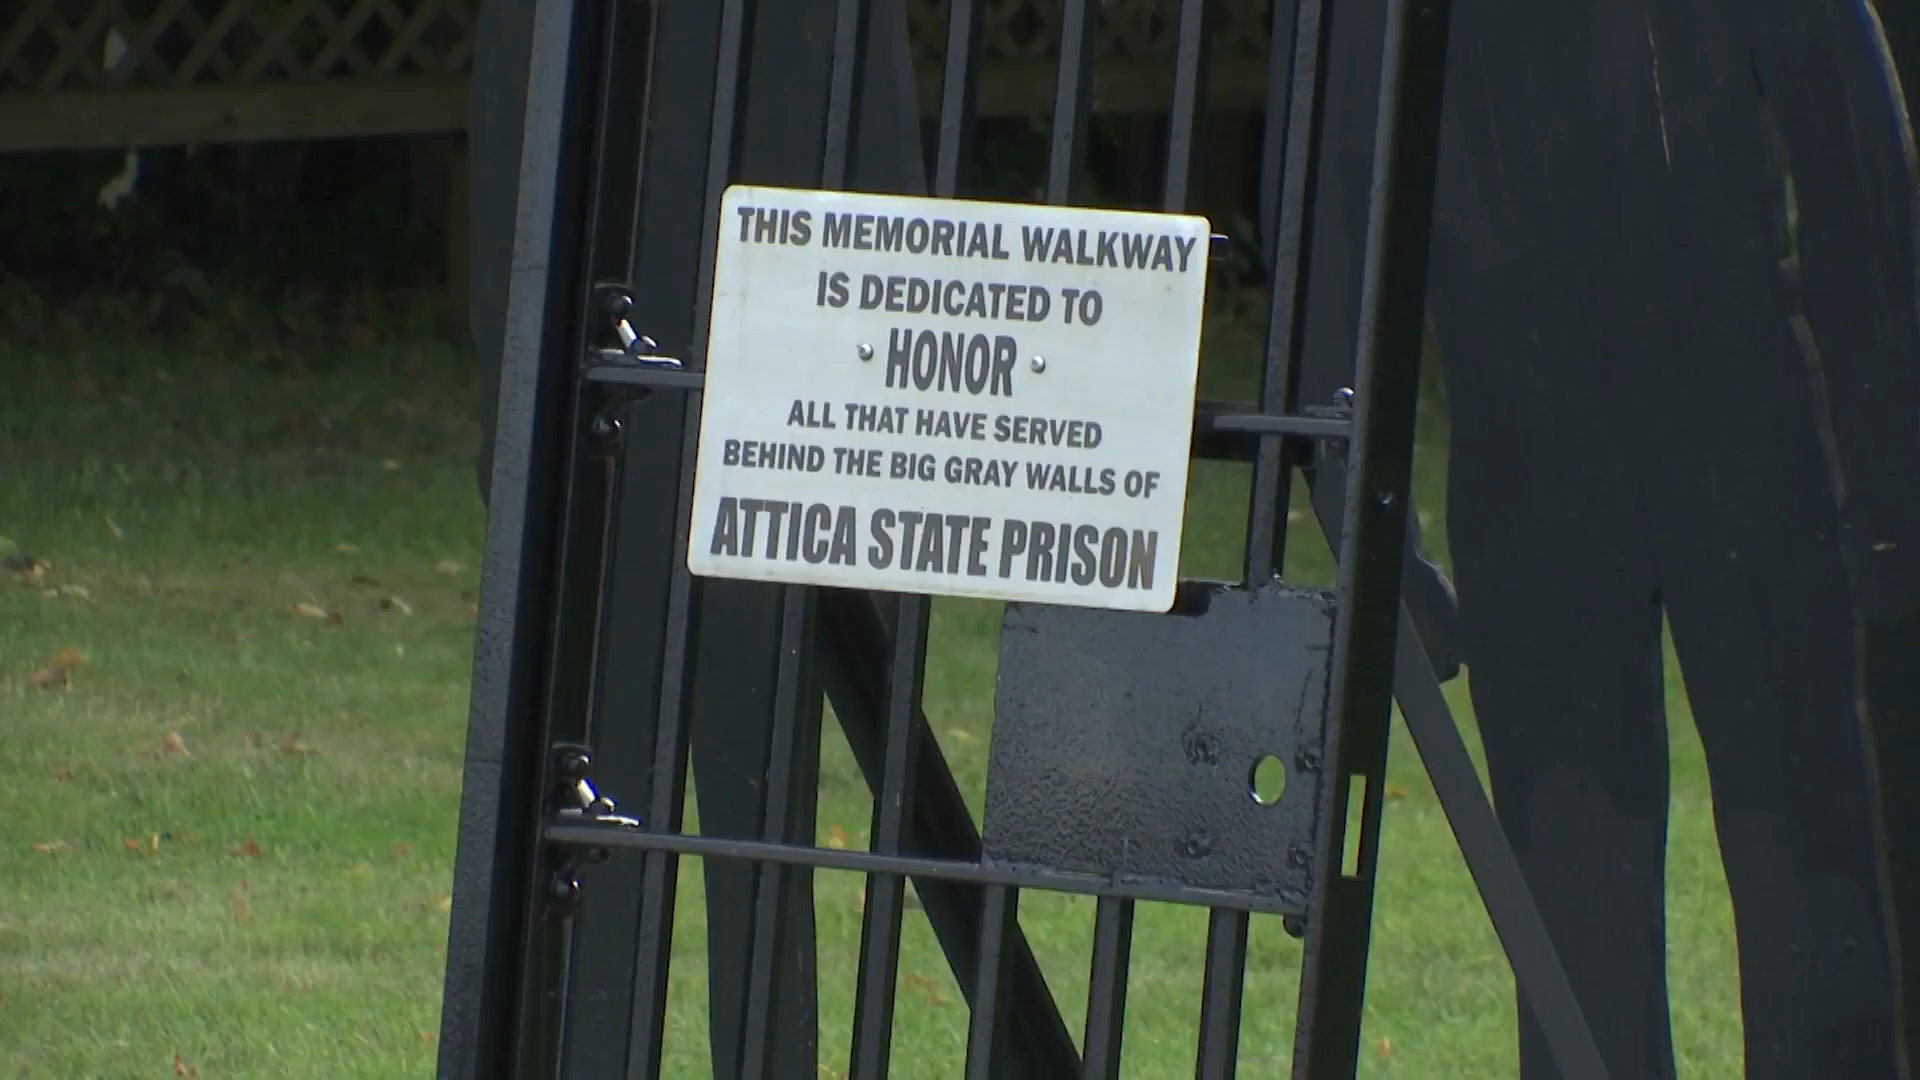 THIS MEMORIAL WALKWAY
IS DEDICATED TO
HONOR
ALL THAT HAVE SERVED
BEHIND THE BIG GRAY WALLS OF
ATTICA STATE PRISON